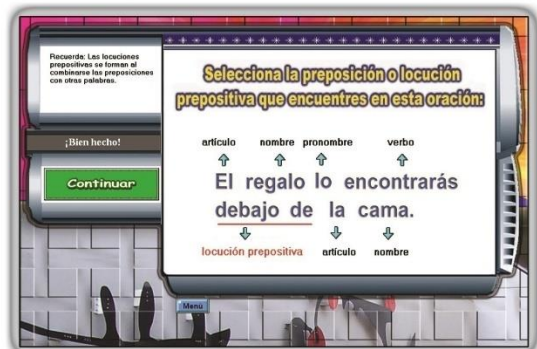 Recuerda: Las locuciones
prepositivas se forman al
combinarse las preposiciones
con otras palabras.
¡Bien hecho!
Continuar
Selecciona la preposición o locución
prepositiva que encuentres en esta oración:
artículo nombre pronombre verbo
El regalo lo encontrarás
debajo de la cama.
locución prepositiva artículo nombre
Menú